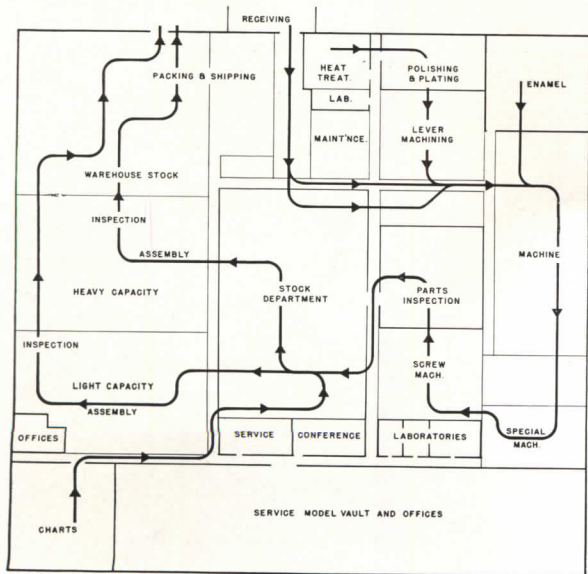 RECEIVING
PACKING & SHIPPING
HEAT
TREAT.
POLISHING
& PLATING
ENAMEL
LAB.
MAINT'NCE.
LEVER
MACHINING
WAREHOUSE STOCK
INSPECTION
ASSEMBLY
HEAVY CAPACITY
STOCK
DEPARTMENT
PARTS
INSPECTION
MACHINE
INSPECTION
LIGHT CAPACITY
ASSEMBLY
SCREW
MACH.
OFFICES
SERVICE
CONFERENCE
LABORATORIES
SPECIAL
MACH.
CHARTS
SERVICE MODEL VAULT AND OFFICES